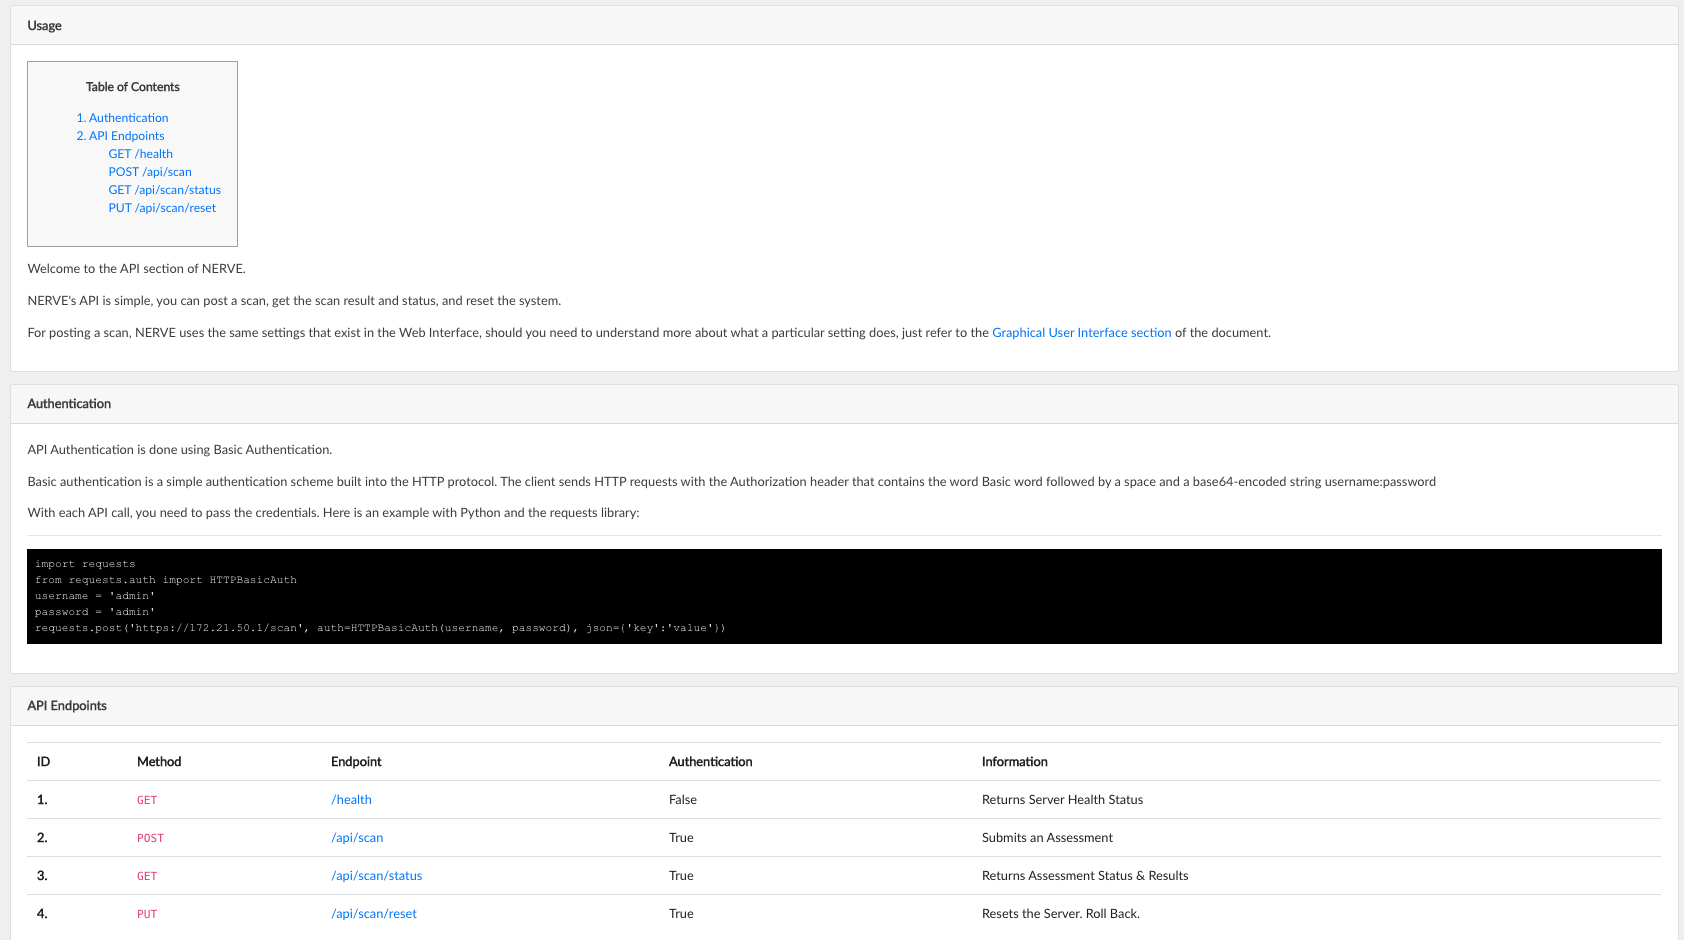 Usage
Table of Contents
1. Authentication
2. API Endpoints
GET /health
POST /api/scan
GET /api/scan/status
PUT /api/scan/reset
Welcome to the API section of NERVE.
NERVE's API is simple, you can post a scan, get the scan result and status, and reset the system.
For posting a scan, NERVE uses the same settings that exist in the Web Interface, should you need to understand more about what a particular setting does, just refer to the Graphical User Interface section of the document.
Authentication
API Authentication is done using Basic Authentication.
Basic authentication is a simple authentication scheme built into the HTTP protocol. The client sends HTTP requests with the Authorization header that contains the word Basic word followed by a space and a base64-encoded string username:password
With each API call, you need to pass the credentials. Here is an example with Python and the requests library:
import requests
from requests.auth import HTTPBasicAuth
username = 'admin'
password = 'admin'
requests.post('https://172.21.50.1/scan', auth=HTTPBasicAuth(username, password), json={'key':'value'})
API Endpoints
ID Method Endpoint Authentication Information
1. GET /health False Returns Server Health Status
2. POST /api/scan True Submits an Assessment
3. GET /api/scan/status True Returns Assessment Status & Results
4. PUT /api/scan/reset True Resets the Server. Roll Back.